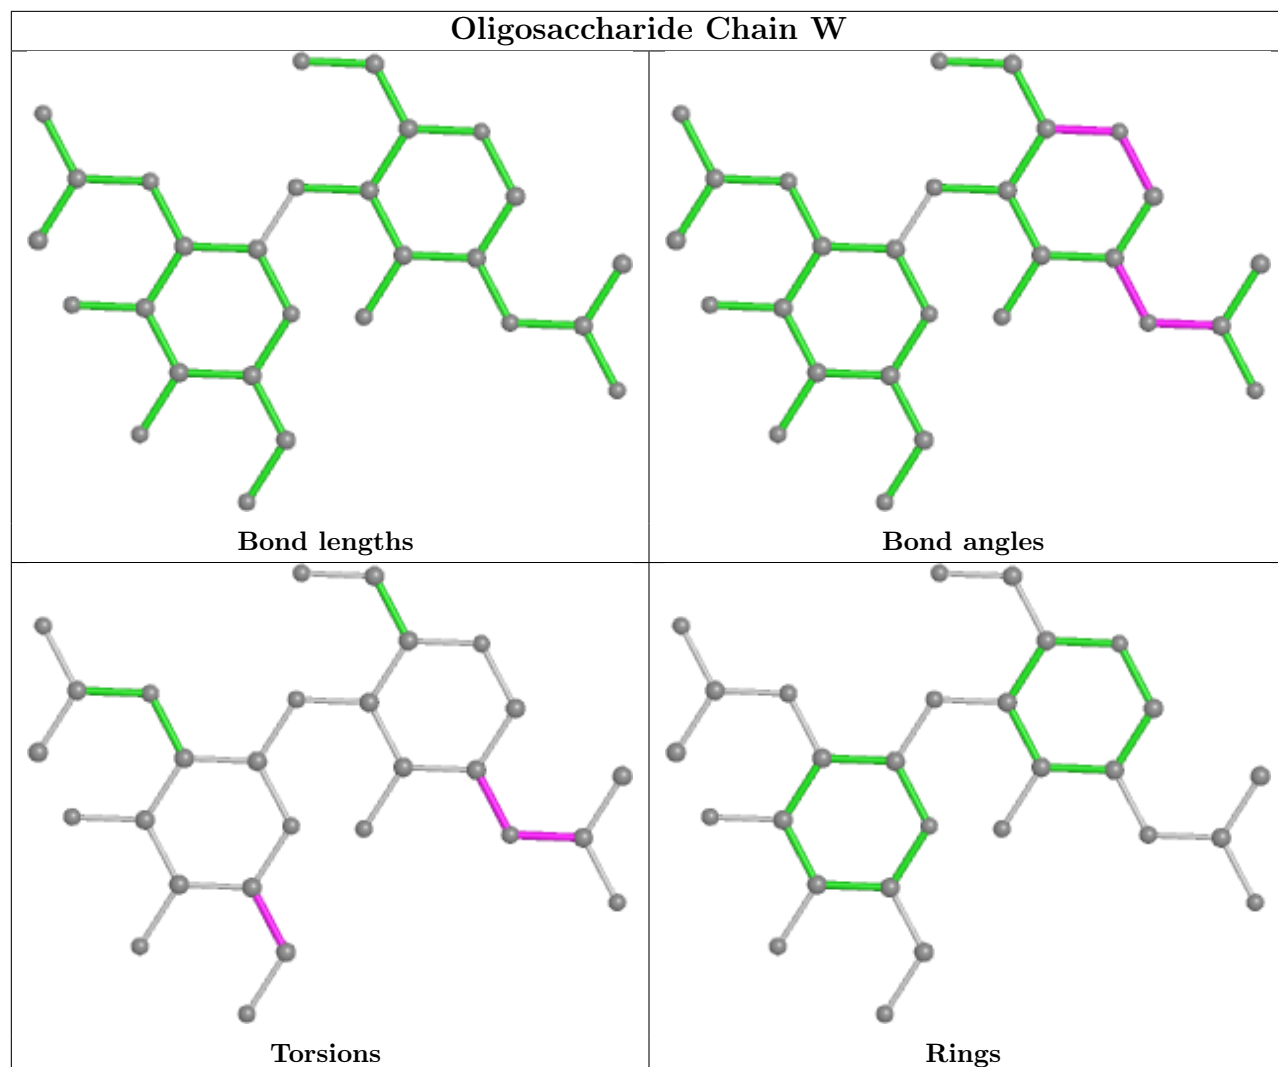 Oligosaccharide Chain W
Bond lengths
Bond angles
Torsions
Rings